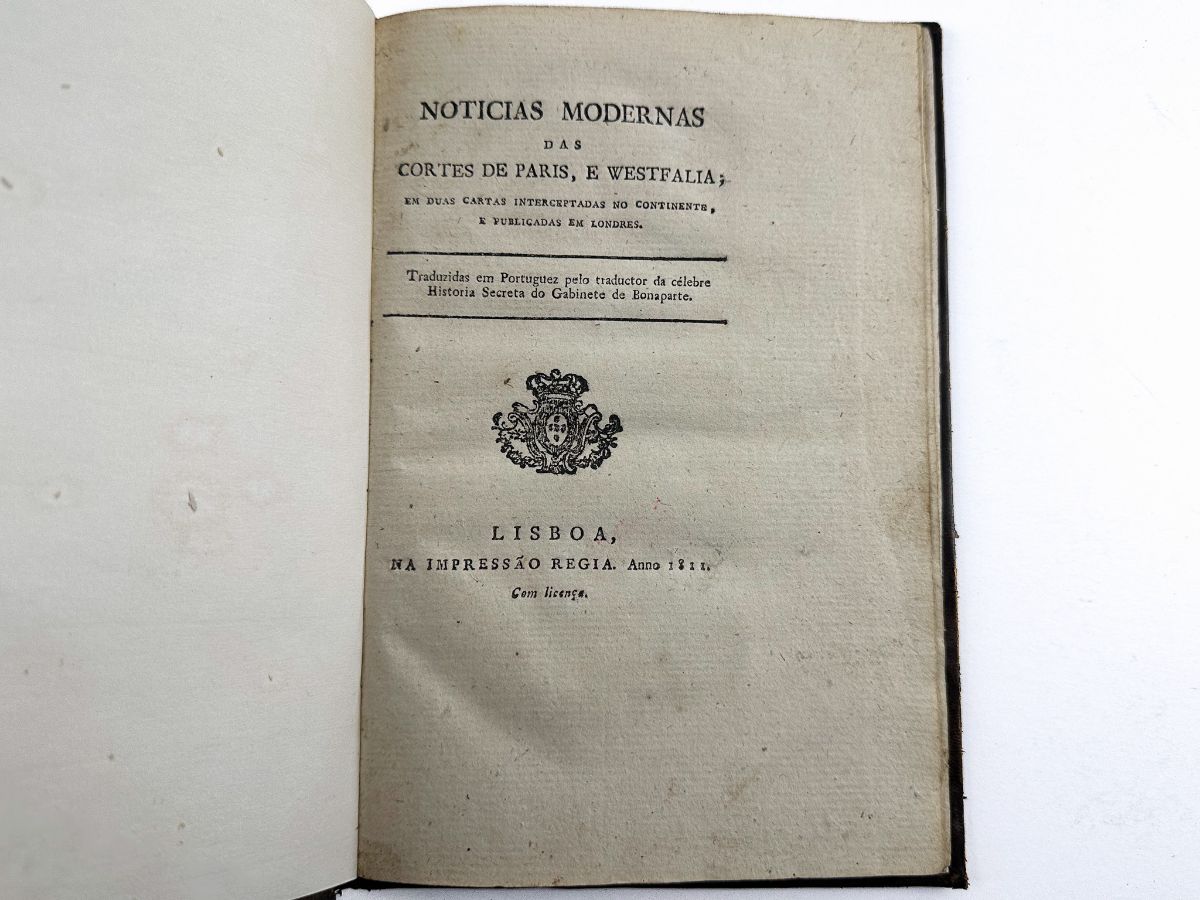 NOTICIAS MODERNAS
DAS
CORTES DE PARIS, E WESTFALIA;
EM DUAS CARTAS INTERCEPTADAS NO CONTINENTE,
E PUBLICADAS EM LONDRES.
Traduzidas em Portuguez pelo traductor da célebre
Historia Secreta do Gabinete de Bonaparte.
LISBOA,
NA IMPRESSÃO REGIA. Anno 1811.
Com licença.